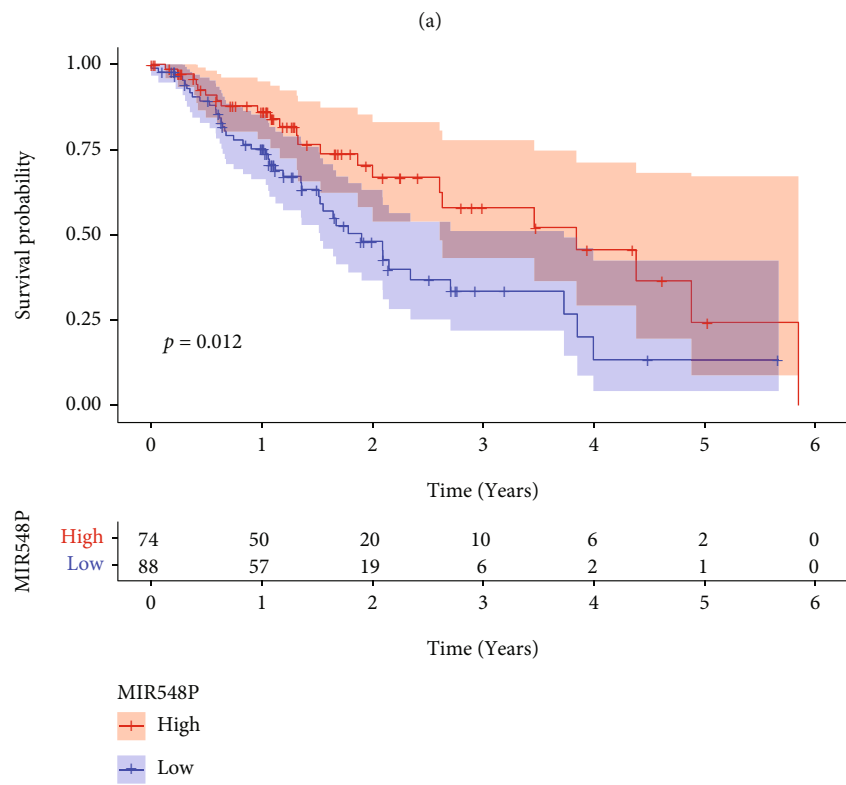 (a)
1.00
0.75
0.50
0.25
0.00
Survival probability
p = 0.012
0 1 2 3 4 5 6
Time (Years)
MIR548P
High 74 50 20 10 6 2 0
Low 88 57 19 6 2 1 0
0 1 2 3 4 5 6
Time (Years)
MIR548P
High
Low